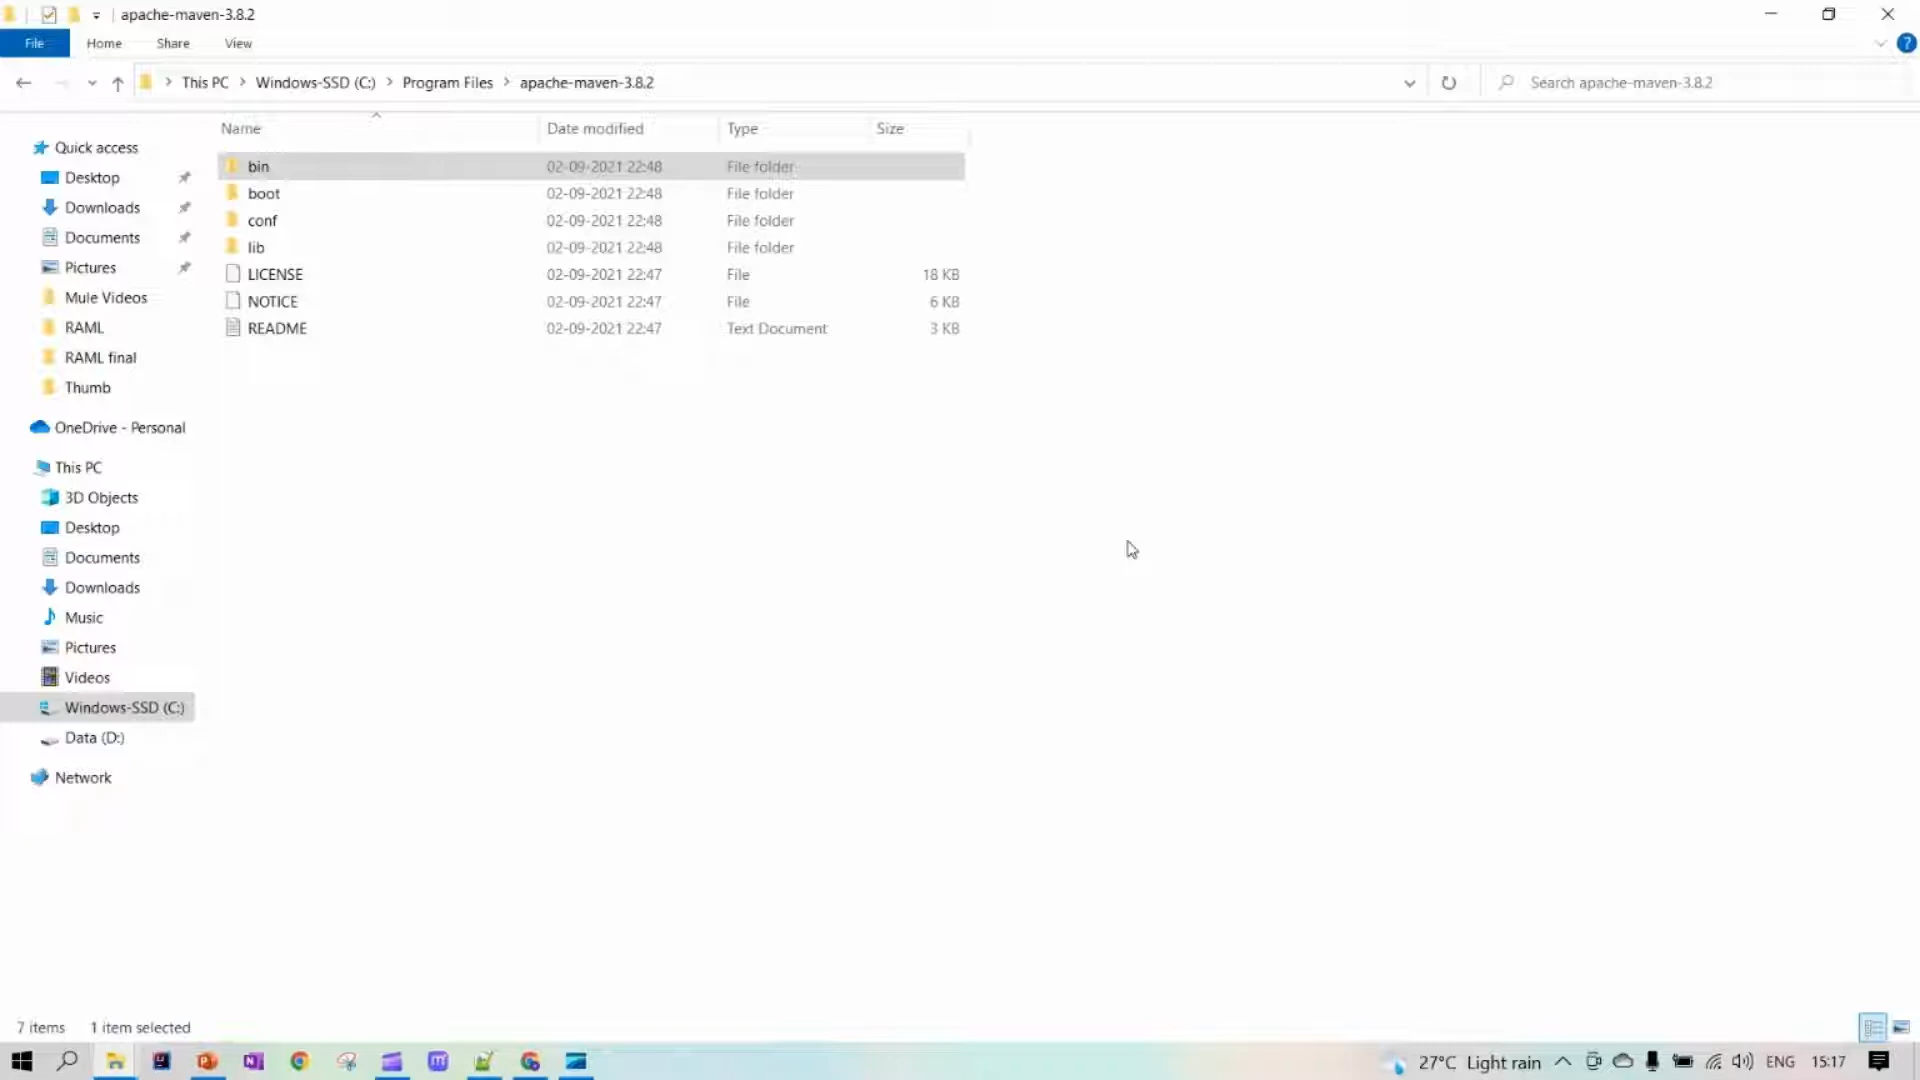 apache-maven-3.8.2
File Home Share View
This PC Windows-SSD (C:) Program Files apache-maven-3.8.2 Search apache-maven-3.8.2
Name Date modified Type Size
bin 02-09-2021 22:48 File folder
boot 02-09-2021 22:48 File folder
conf 02-09-2021 22:48 File folder
lib 02-09-2021 22:48 File folder
LICENSE 02-09-2021 22:47 File 18 KB
NOTICE 02-09-2021 22:47 File 6 KB
README 02-09-2021 22:47 Text Document 3 KB
Quick access
Desktop
Downloads
Documents
Pictures
Mule Videos
RAML
RAML final
Thumb
OneDrive - Personal
This PC
3D Objects
Desktop
Documents
Downloads
Music
Pictures
Videos
Windows-SSD (C:)
Data (D:)
Network
7 items 1 item selected
27°C Light rain ENG 15:17